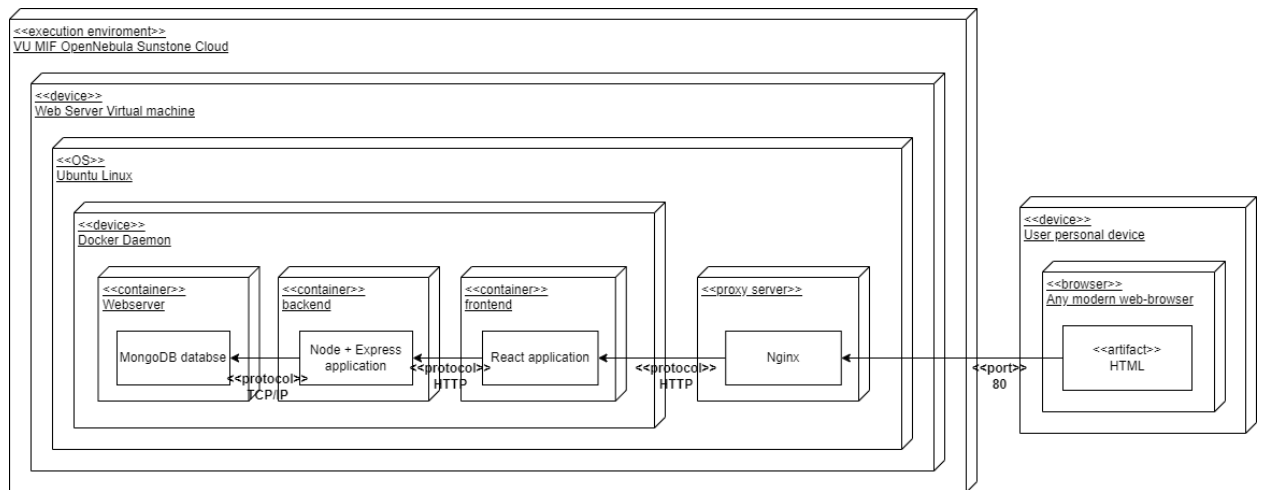 <<execution enviroment>>
VU MIF OpenNebula Sunstone Cloud
<<device>>
Web Server Virtual machine
<<OS>>
Ubuntu Linux
<<device>>
Docker Daemon
<<container>>
Webserver
MongoDB databse
<<protocol>>
TCP/IP
<<container>>
backend
Node + Express
application
<<protocol>>
HTTP
<<container>>
frontend
React application
<<protocol>>
HTTP
<<proxy server>>
Nginx
<<port>>
80
<<device>>
User personal device
<<browser>>
Any modern web-browser
<<artifact>>
HTML